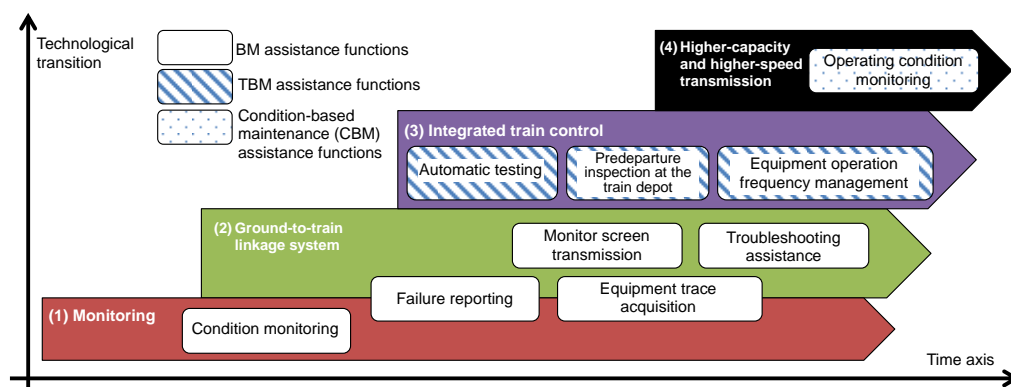 Technological
transition
BM assistance functions
TBM assistance functions
Condition-based
maintenance (CBM)
assistance functions
(4) Higher-capacity
and higher-speed
transmission
Operating condition
monitoring
(3) Integrated train control
Automatic testing
Predeparture
inspection at the
train depot
Equipment operation
frequency management
(2) Ground-to-train
linkage system
Monitor screen
transmission
Troubleshooting
assistance
Failure reporting
Equipment trace
acquisition
(1) Monitoring
Condition monitoring
Time axis